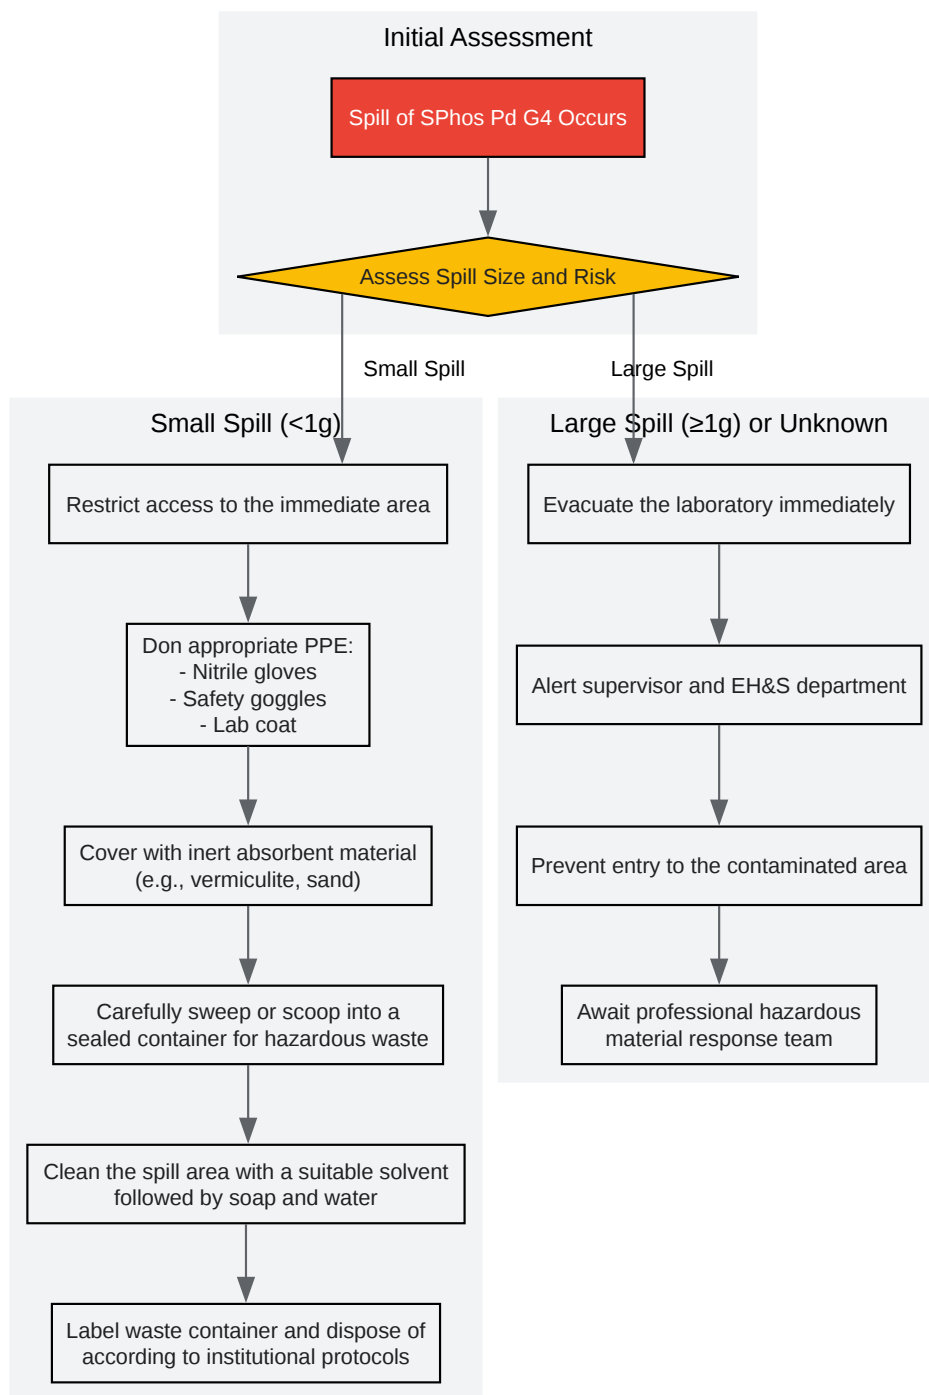 Initial Assessment
Spill of SPhos Pd G4 Occurs
Assess Spill Size and Risk
Small Spill
Large Spill
Small Spill (<1g)
Restrict access to the immediate area
Don appropriate PPE:
- Nitrile gloves
- Safety goggles
- Lab coat
Cover with inert absorbent material
(e.g., vermiculite, sand)
Carefully sweep or scoop into a
sealed container for hazardous waste
Clean the spill area with a suitable solvent
followed by soap and water
Label waste container and dispose of
according to institutional protocols
Large Spill (≥1g) or Unknown
Evacuate the laboratory immediately
Alert supervisor and EH&S department
Prevent entry to the contaminated area
Await professional hazardous
material response team